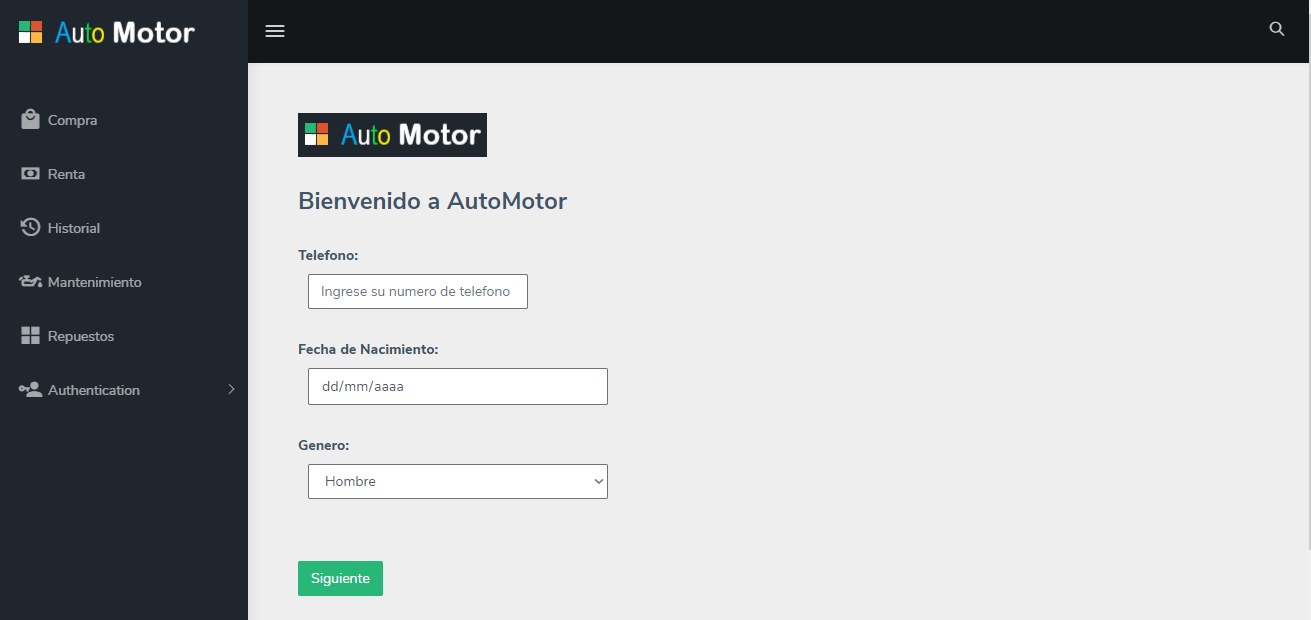 Auto Motor
Compra
Renta
Historial
Mantenimiento
Repuestos
Authentication
Auto Motor
Bienvenido a AutoMotor
Telefono:
Ingrese su numero de telefono
Fecha de Nacimiento:
dd/mm/aaaa
Genero:
Hombre
Siguiente